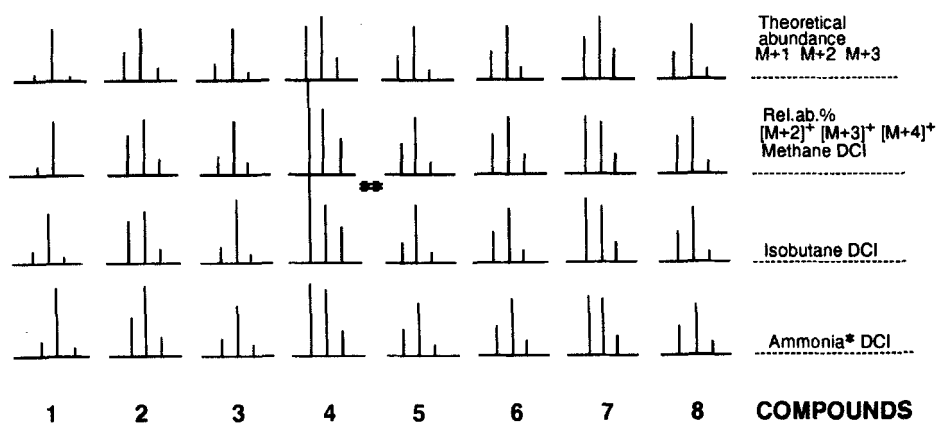 Theoretical
abundance
M+1 M+2 M+3
Rel.ab.%
[M+2]+ [M+3]+ [M+4]+
Methane DCI
**
Isobutane DCI
Ammonia* DCI
1 2 3 4 5 6 7 8 COMPOUNDS